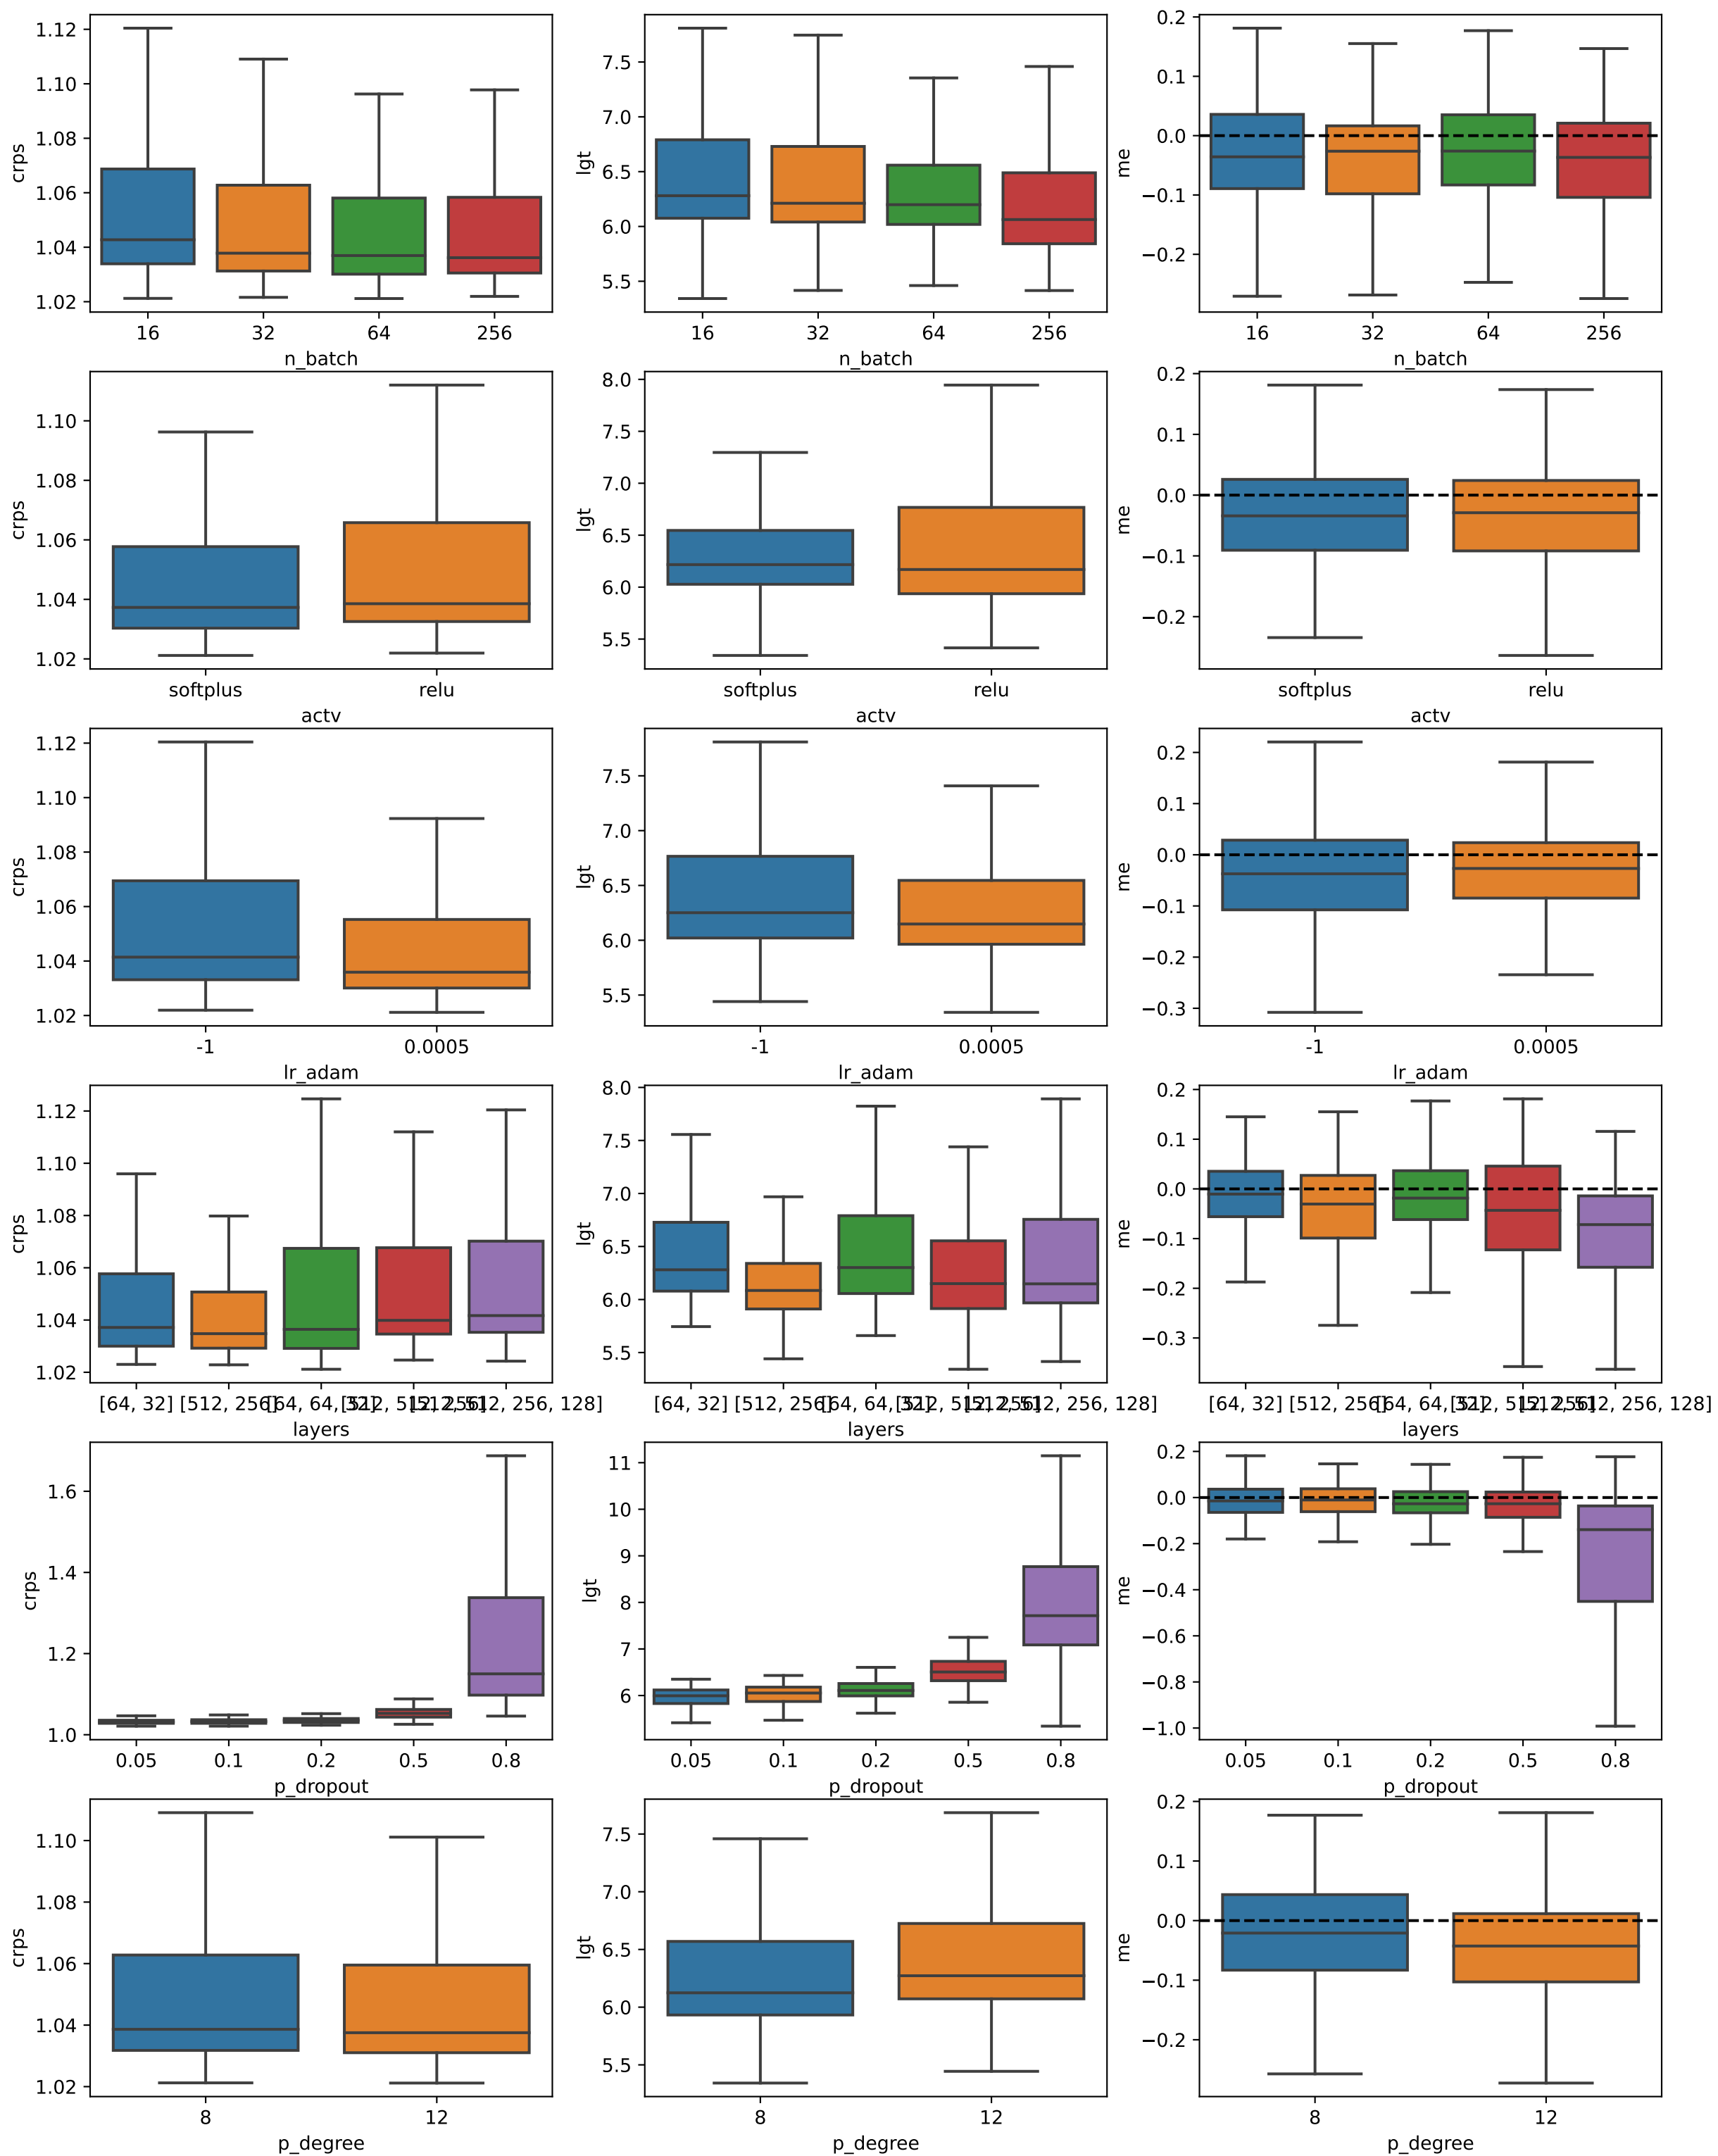 crps
1.12
1.10
1.08
1.06
1.04
1.02
16 32 64 256
n_batch
lgt
7.5
7.0
6.5
6.0
5.5
16 32 64 256
n_batch
me
0.2
0.1
0.0
−0.1
−0.2
16 32 64 256
n_batch
crps
1.10
1.08
1.06
1.04
1.02
softplus relu
actv
lgt
8.0
7.5
7.0
6.5
6.0
5.5
softplus relu
actv
me
0.2
0.1
0.0
−0.1
−0.2
softplus relu
actv
crps
1.12
1.10
1.08
1.06
1.04
1.02
-1 0.0005
lr_adam
lgt
7.5
7.0
6.5
6.0
5.5
-1 0.0005
lr_adam
me
0.2
0.1
0.0
−0.1
−0.2
−0.3
-1 0.0005
lr_adam
crps
1.12
1.10
1.08
1.06
1.04
1.02
[64, 32] [512, 256] 256, 128]
layers
lgt
8.0
7.5
7.0
6.5
6.0
5.5
[64, 32] [512, 256] 256, 128]
layers
me
0.2
0.1
0.0
−0.1
−0.2
−0.3
[64, 32] [512, 256] 256, 128]
layers
crps
1.6
1.4
1.2
1.0
0.05 0.1 0.2 0.5 0.8
p_dropout
lgt
11
10
9
8
7
6
0.05 0.1 0.2 0.5 0.8
p_dropout
me
0.2
0.0
−0.2
−0.4
−0.6
−0.8
−1.0
0.05 0.1 0.2 0.5 0.8
p_dropout
crps
1.10
1.08
1.06
1.04
1.02
8 12
p_degree
lgt
7.5
7.0
6.5
6.0
5.5
8 12
p_degree
me
0.2
0.1
0.0
−0.1
−0.2
8 12
p_degree